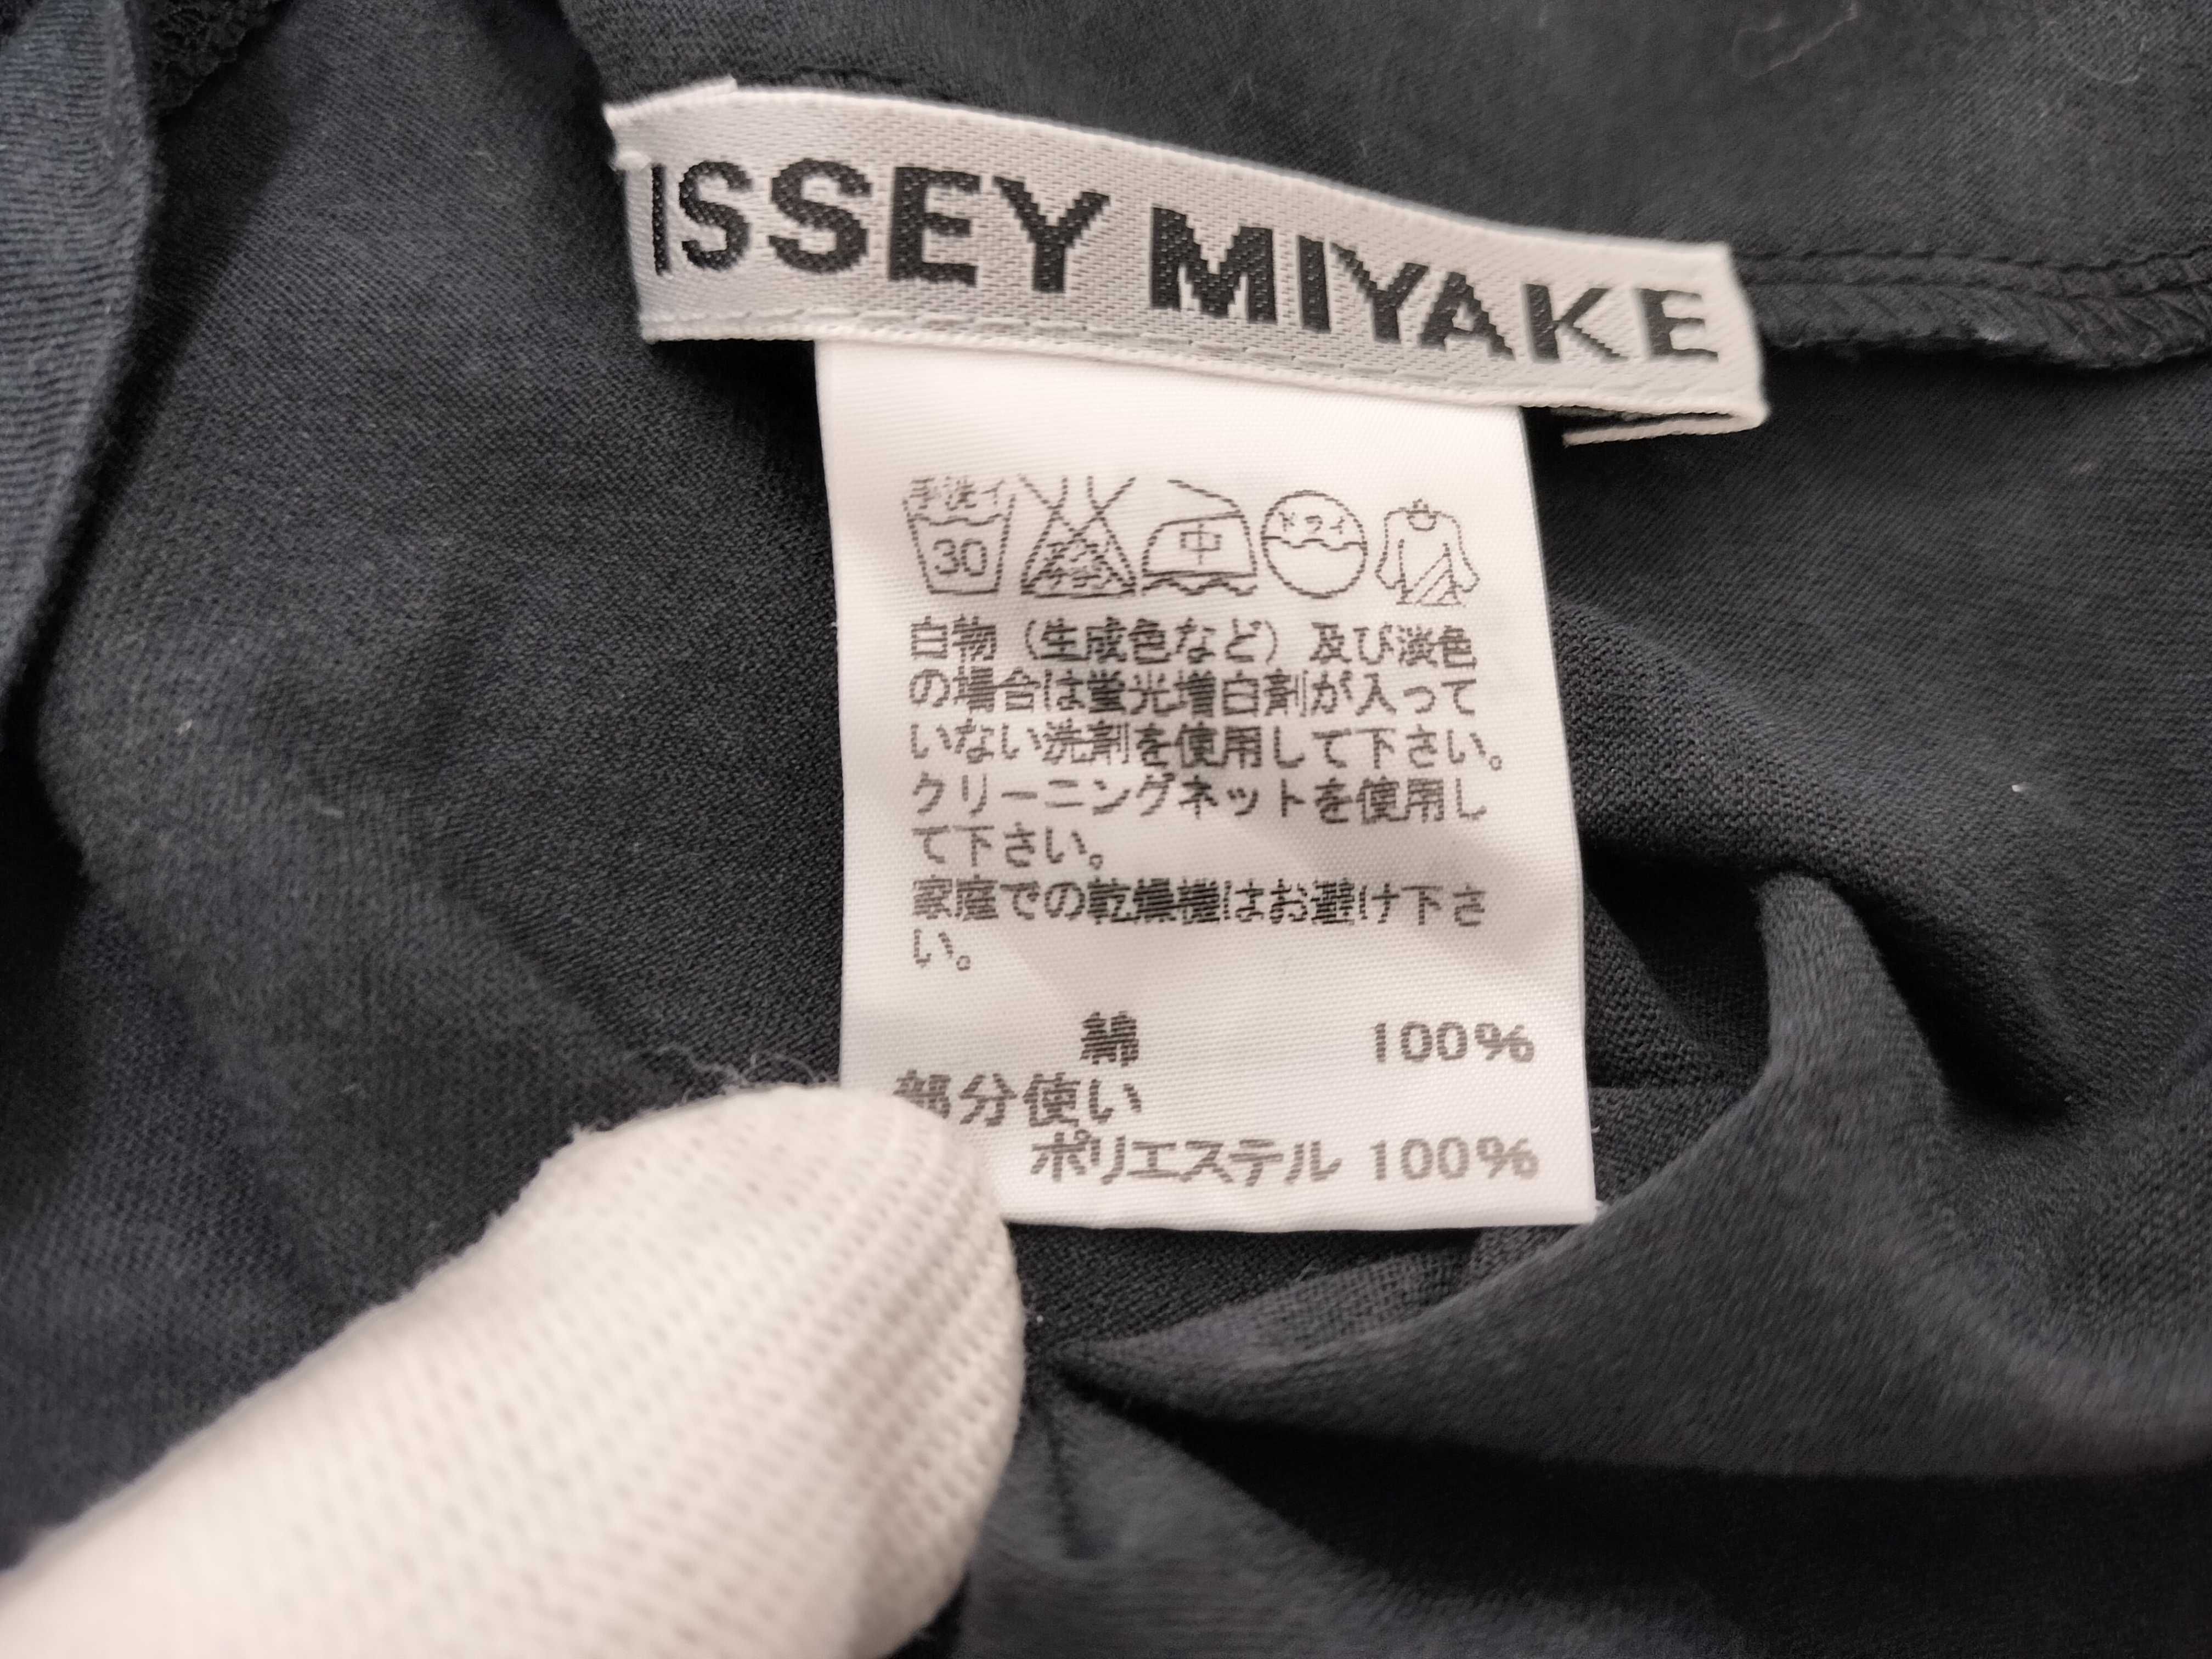 ISSEY MIYAKE
手洗イ 30 中 ドライ
白物（生成色など）及び淡色
の場合は蛍光増白剤が入って
いない洗剤を使用して下さい。
クリーニングネットを使用し
て下さい。
家庭での乾燥機はお避け下さ
い。
綿 100%
部分使い
ポリエステル 100%